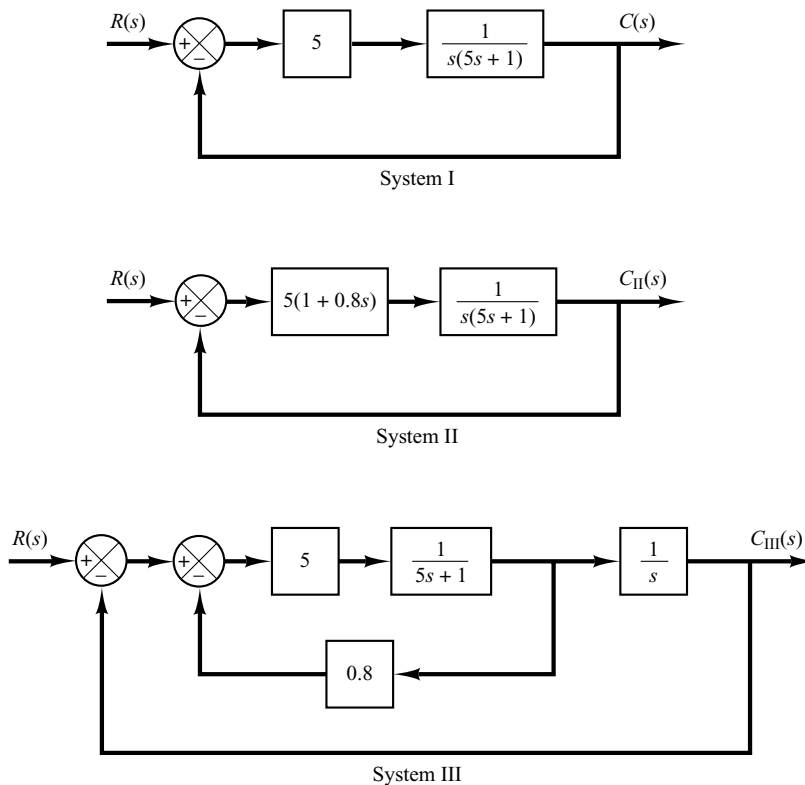 R(s) + − 5 1 / s(5s + 1) C(s)
System I
R(s) + − 5(1 + 0.8s) 1 / s(5s + 1) C_II(s)
System II
R(s) + − + − 5 1 / 5s + 1 1 / s C_III(s)
0.8
System III